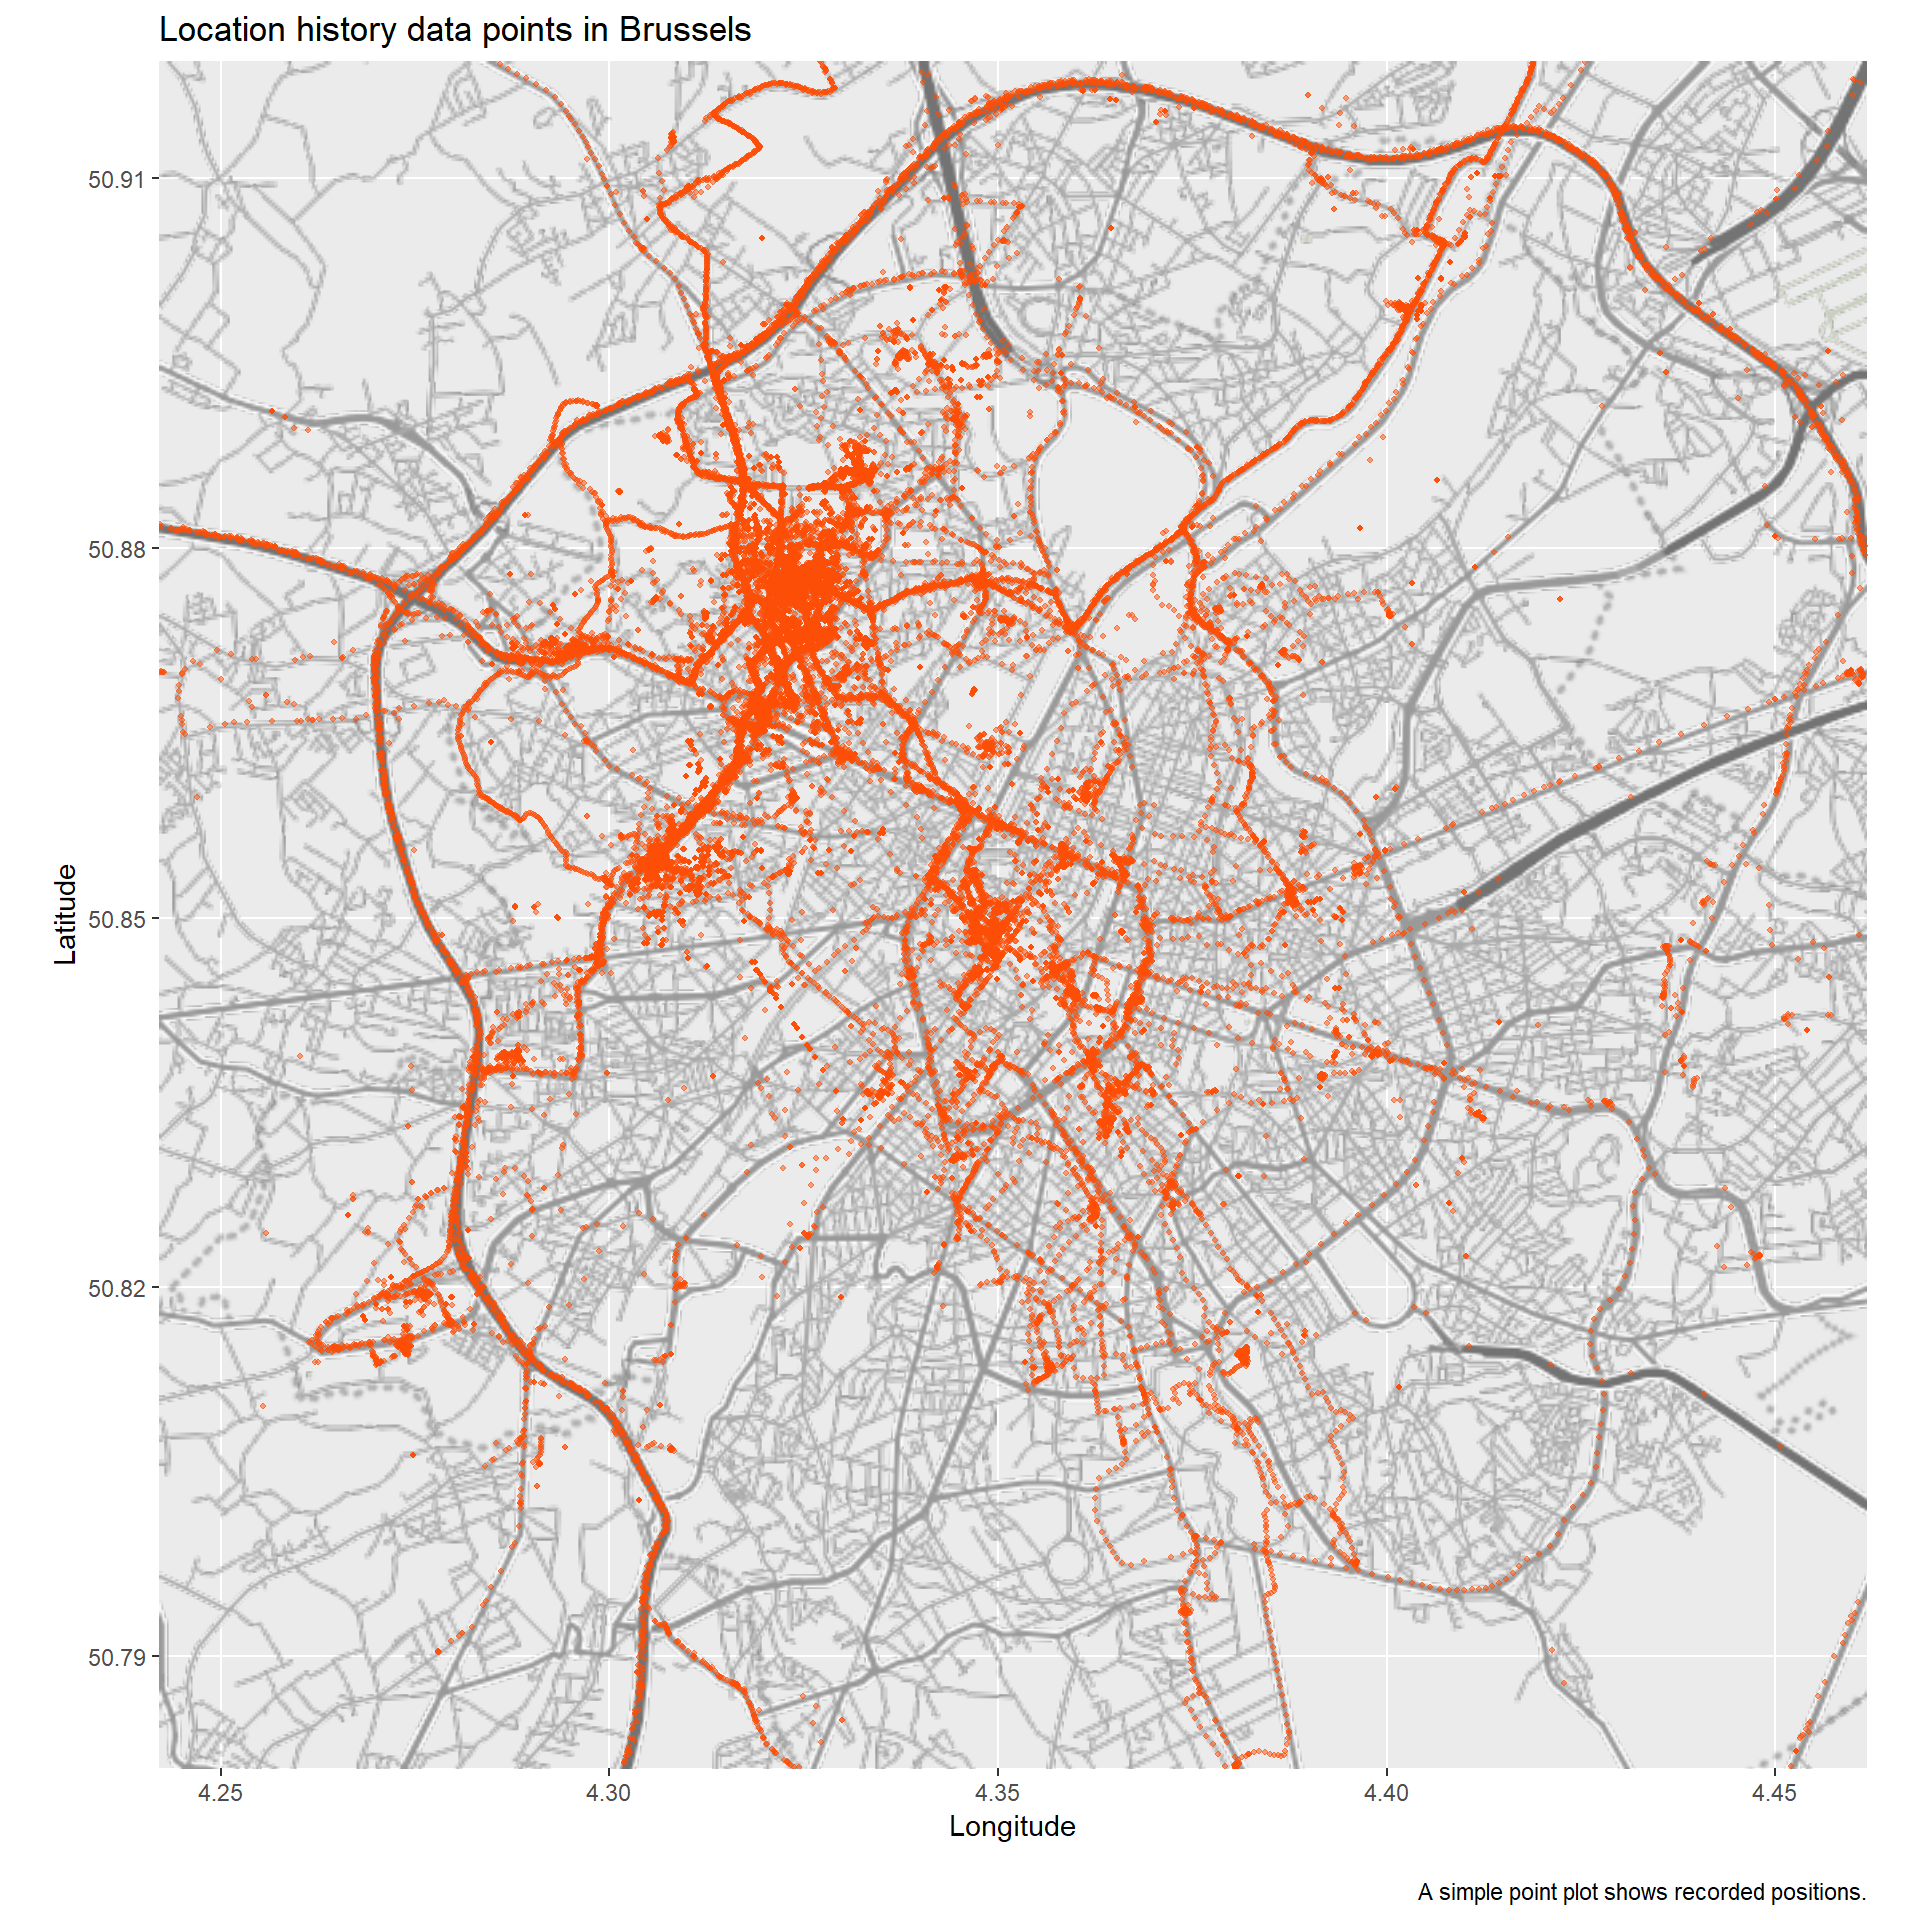 Location history data points in Brussels
50.91
50.88
50.85
50.82
50.79
Latitude
4.25
4.30
4.35
4.40
4.45
Longitude
A simple point plot shows recorded positions.